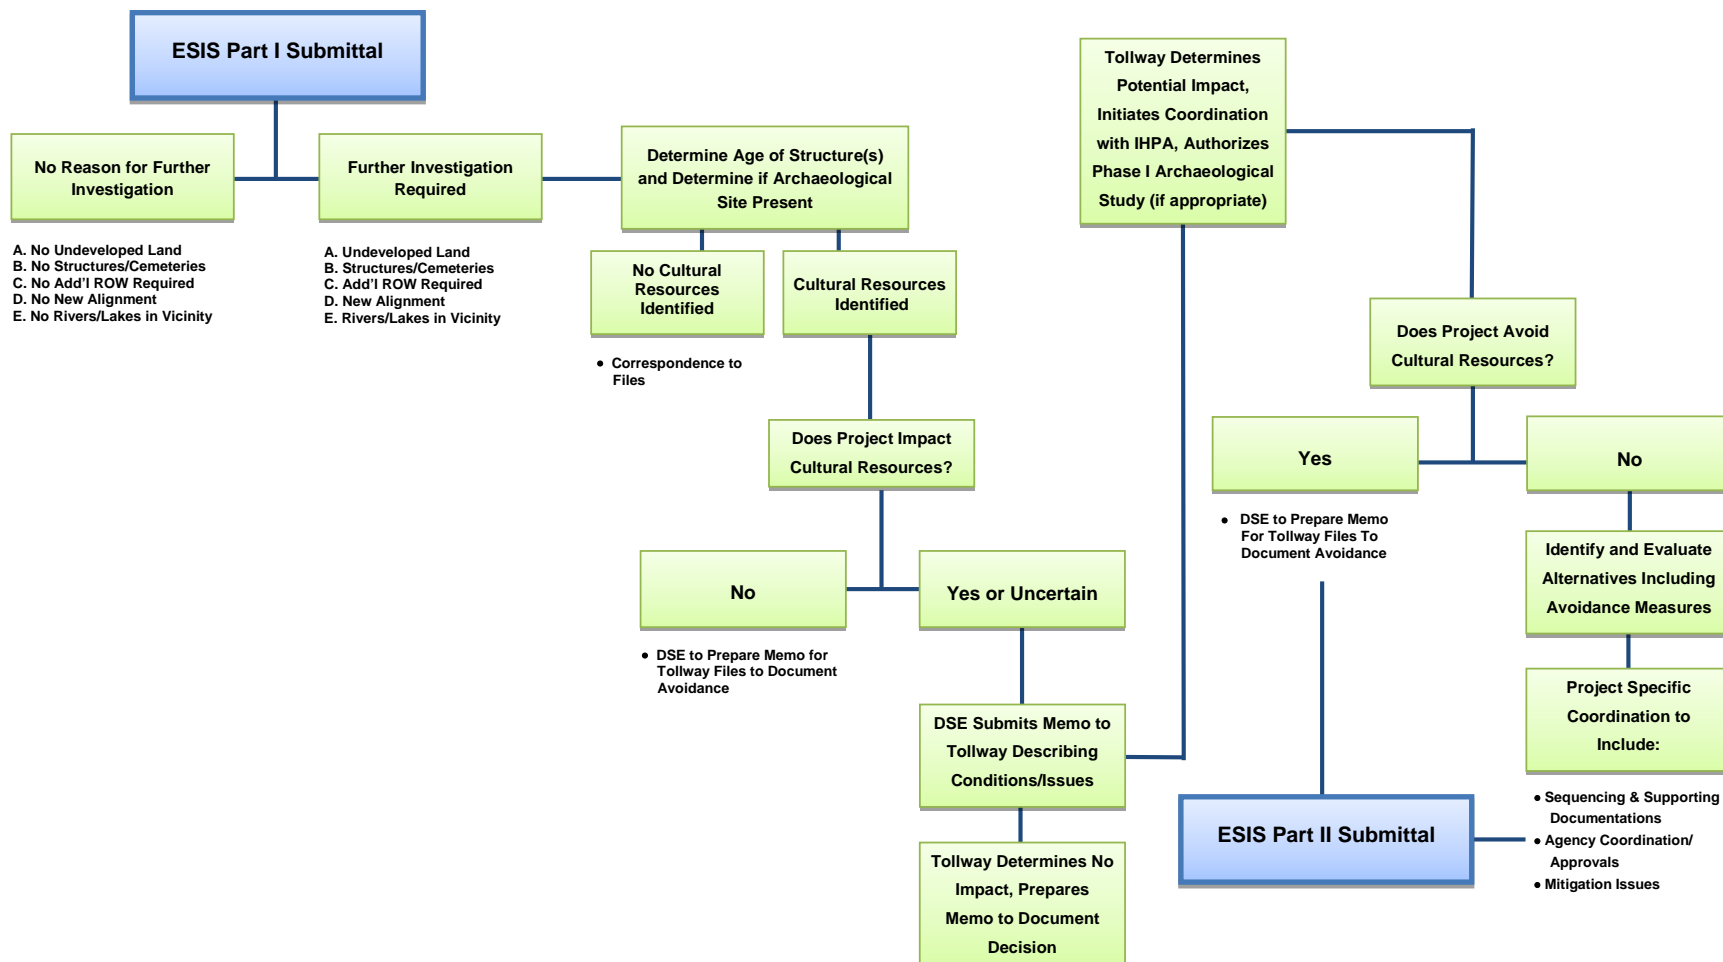 ESIS Part I Submittal
No Reason for Further
Investigation
A. No Undeveloped Land
B. No Structures/Cemeteries
C. No Add'l ROW Required
D. No New Alignment
E. No Rivers/Lakes in Vicinity
Further Investigation
Required
A. Undeveloped Land
B. Structures/Cemeteries
C. Add'l ROW Required
D. New Alignment
E. Rivers/Lakes in Vicinity
Determine Age of Structure(s)
and Determine if Archaeological
Site Present
No Cultural
Resources
Identified
● Correspondence to
Files
Cultural Resources
Identified
Does Project Impact
Cultural Resources?
No
● DSE to Prepare Memo for
Tollway Files to Document
Avoidance
Yes or Uncertain
DSE Submits Memo to
Tollway Describing
Conditions/Issues
Tollway Determines No
Impact, Prepares
Memo to Document
Decision
Tollway Determines
Potential Impact,
Initiates Coordination
with IHPA, Authorizes
Phase I Archaeological
Study (if appropriate)
Does Project Avoid
Cultural Resources?
Yes
● DSE to Prepare Memo
For Tollway Files To
Document Avoidance
No
Identify and Evaluate
Alternatives Including
Avoidance Measures
Project Specific
Coordination to
Include:
● Sequencing & Supporting
Documentations
● Agency Coordination/
Approvals
● Mitigation Issues
ESIS Part II Submittal